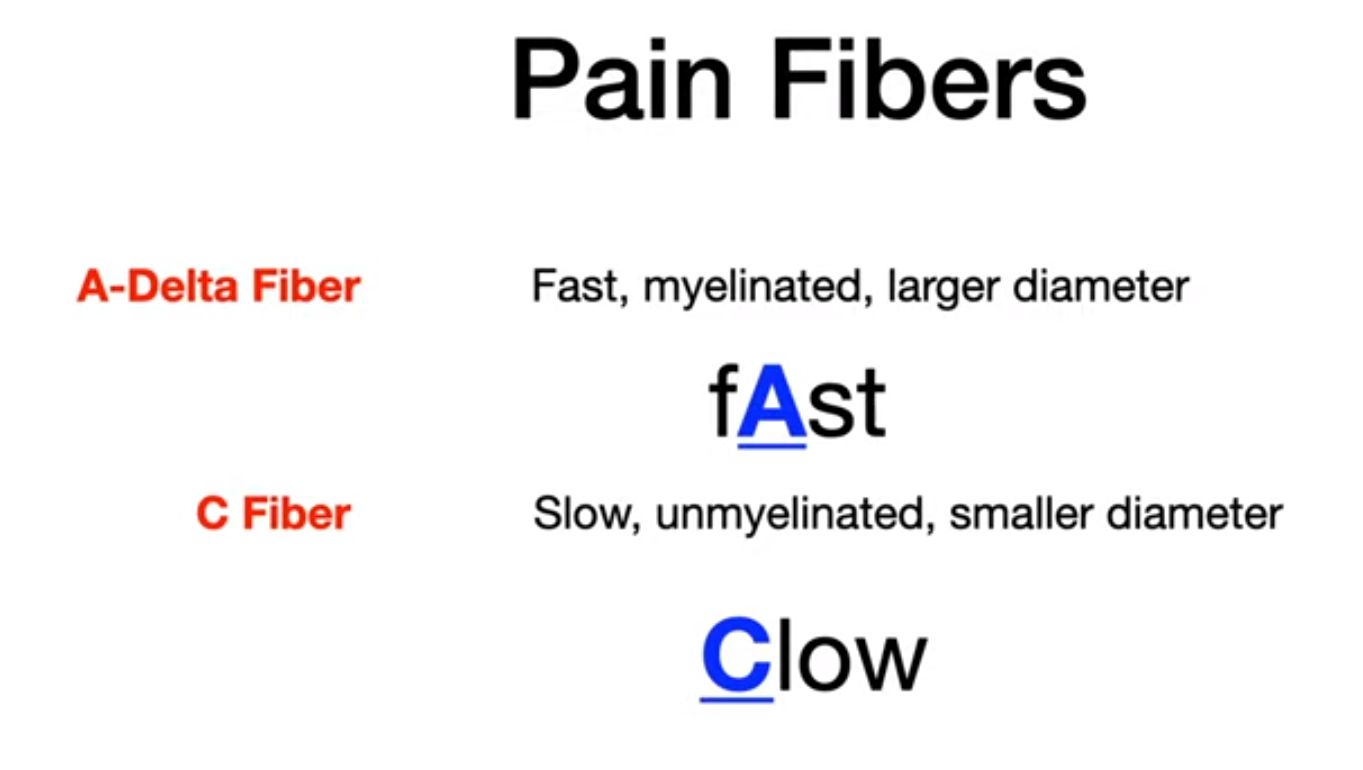 Pain Fibers
A-Delta Fiber Fast, myelinated, larger diameter
fAst
C Fiber Slow, unmyelinated, smaller diameter
Clow